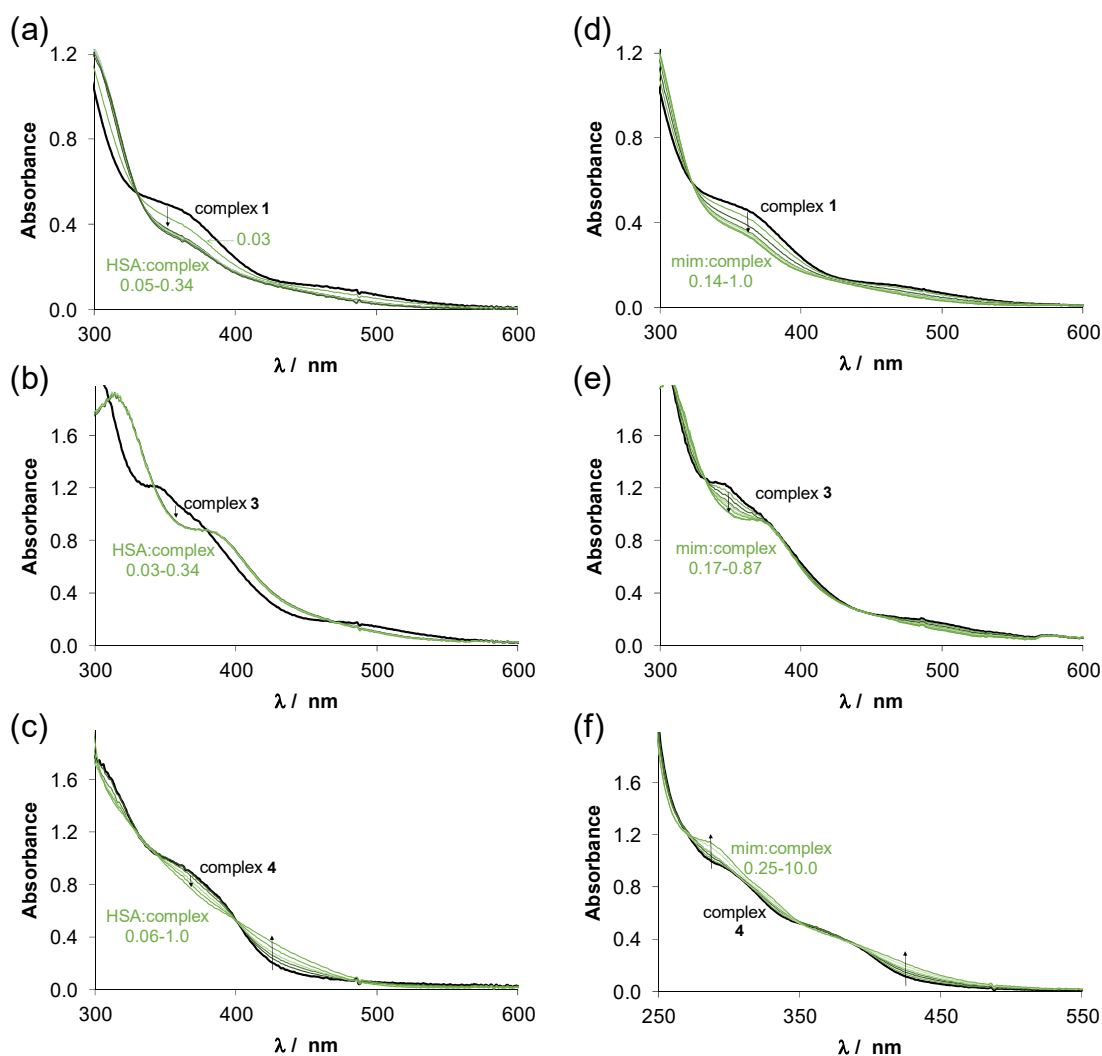 (a)
1.2
0.8
0.4
0.0
Absorbance
complex 1
0.03
HSA:complex
0.05-0.34
300
400
500
600
λ / nm
(d)
1.2
0.8
0.4
0.0
Absorbance
complex 1
mim:complex
0.14-1.0
300
400
500
600
λ / nm
(b)
1.6
1.2
0.8
0.4
0.0
Absorbance
complex 3
HSA:complex
0.03-0.34
300
400
500
600
λ / nm
(e)
1.6
1.2
0.8
0.4
0.0
Absorbance
complex 3
mim:complex
0.17-0.87
300
400
500
600
λ / nm
(c)
1.6
1.2
0.8
0.4
0.0
Absorbance
complex 4
HSA:complex
0.06-1.0
300
400
500
600
λ / nm
(f)
1.6
1.2
0.8
0.4
0.0
Absorbance
mim:complex
0.25-10.0
complex
4
250
350
450
550
λ / nm